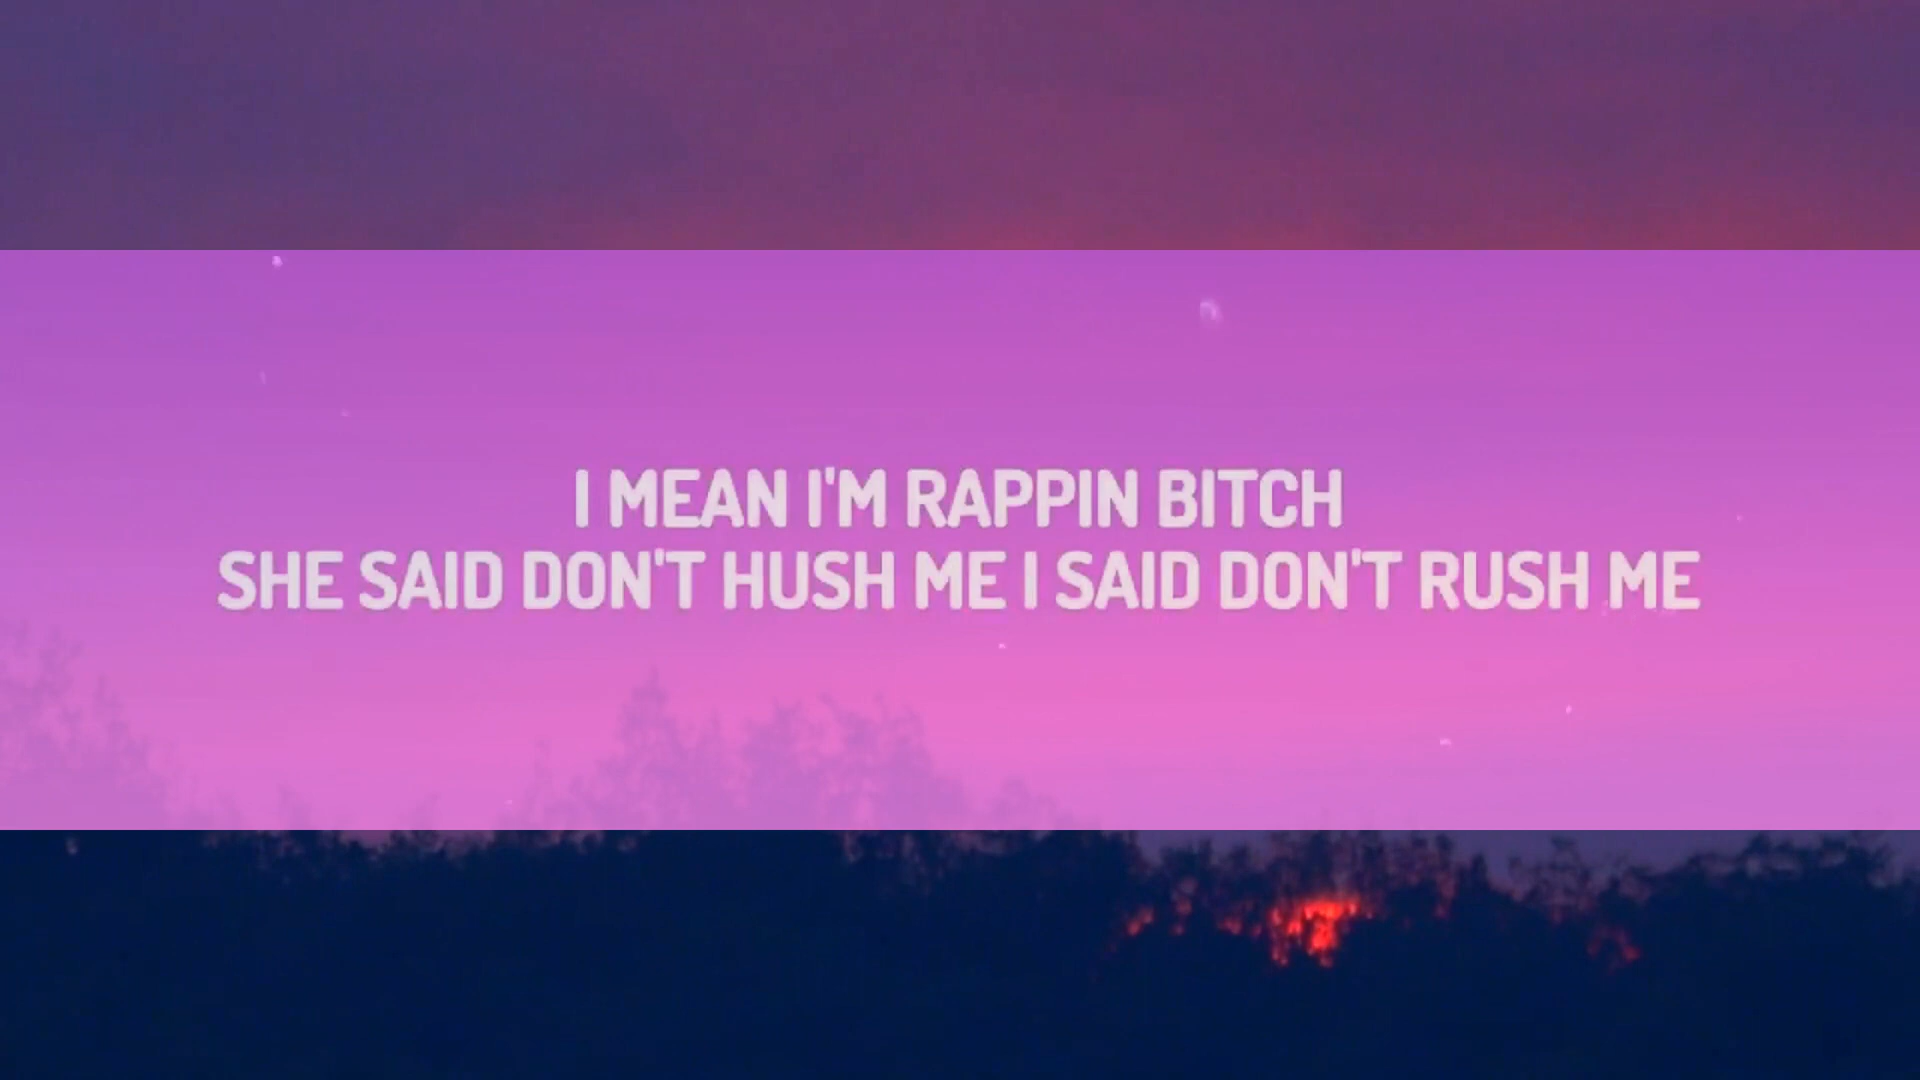 I MEAN I'M RAPPIN BITCH
SHE SAID DON'T HUSH ME I SAID DON'T RUSH ME